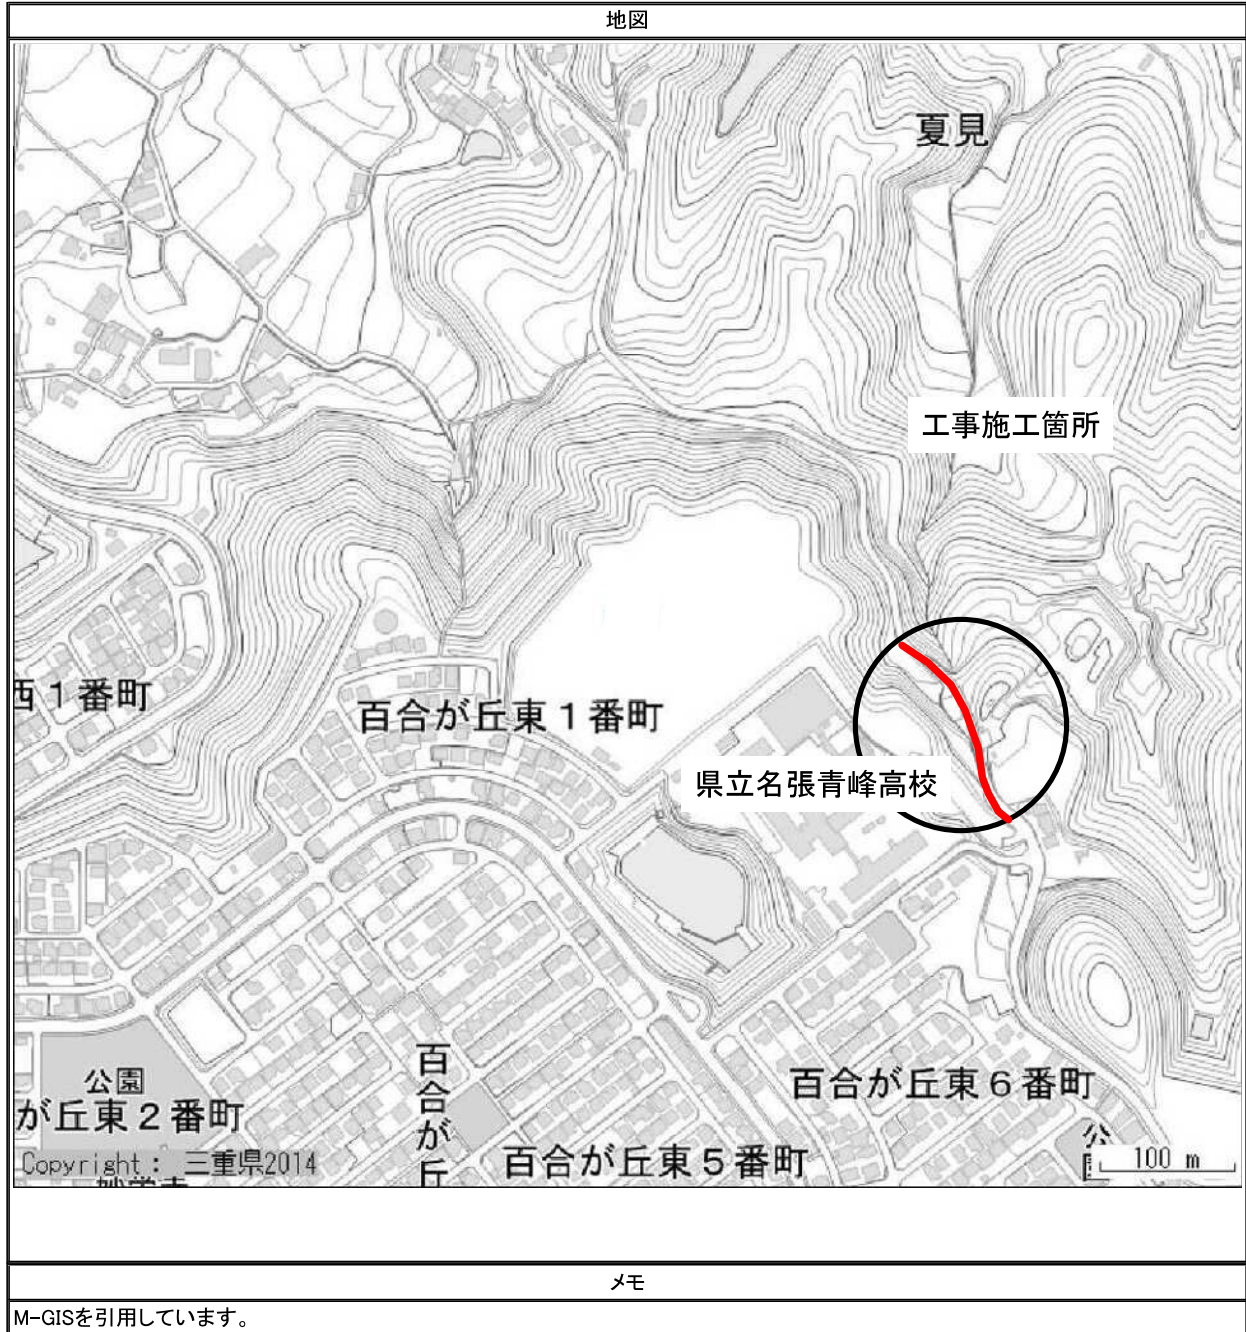 地図
夏見
工事施工箇所
61
西1番町
百合が丘東1番町
県立名張青峰高校
公園
が丘東2番町
百合が丘
百合が丘東6番町
百合が丘東5番町
公
Copyright： 三重県2014
100 m
メモ
M-GISを引用しています。